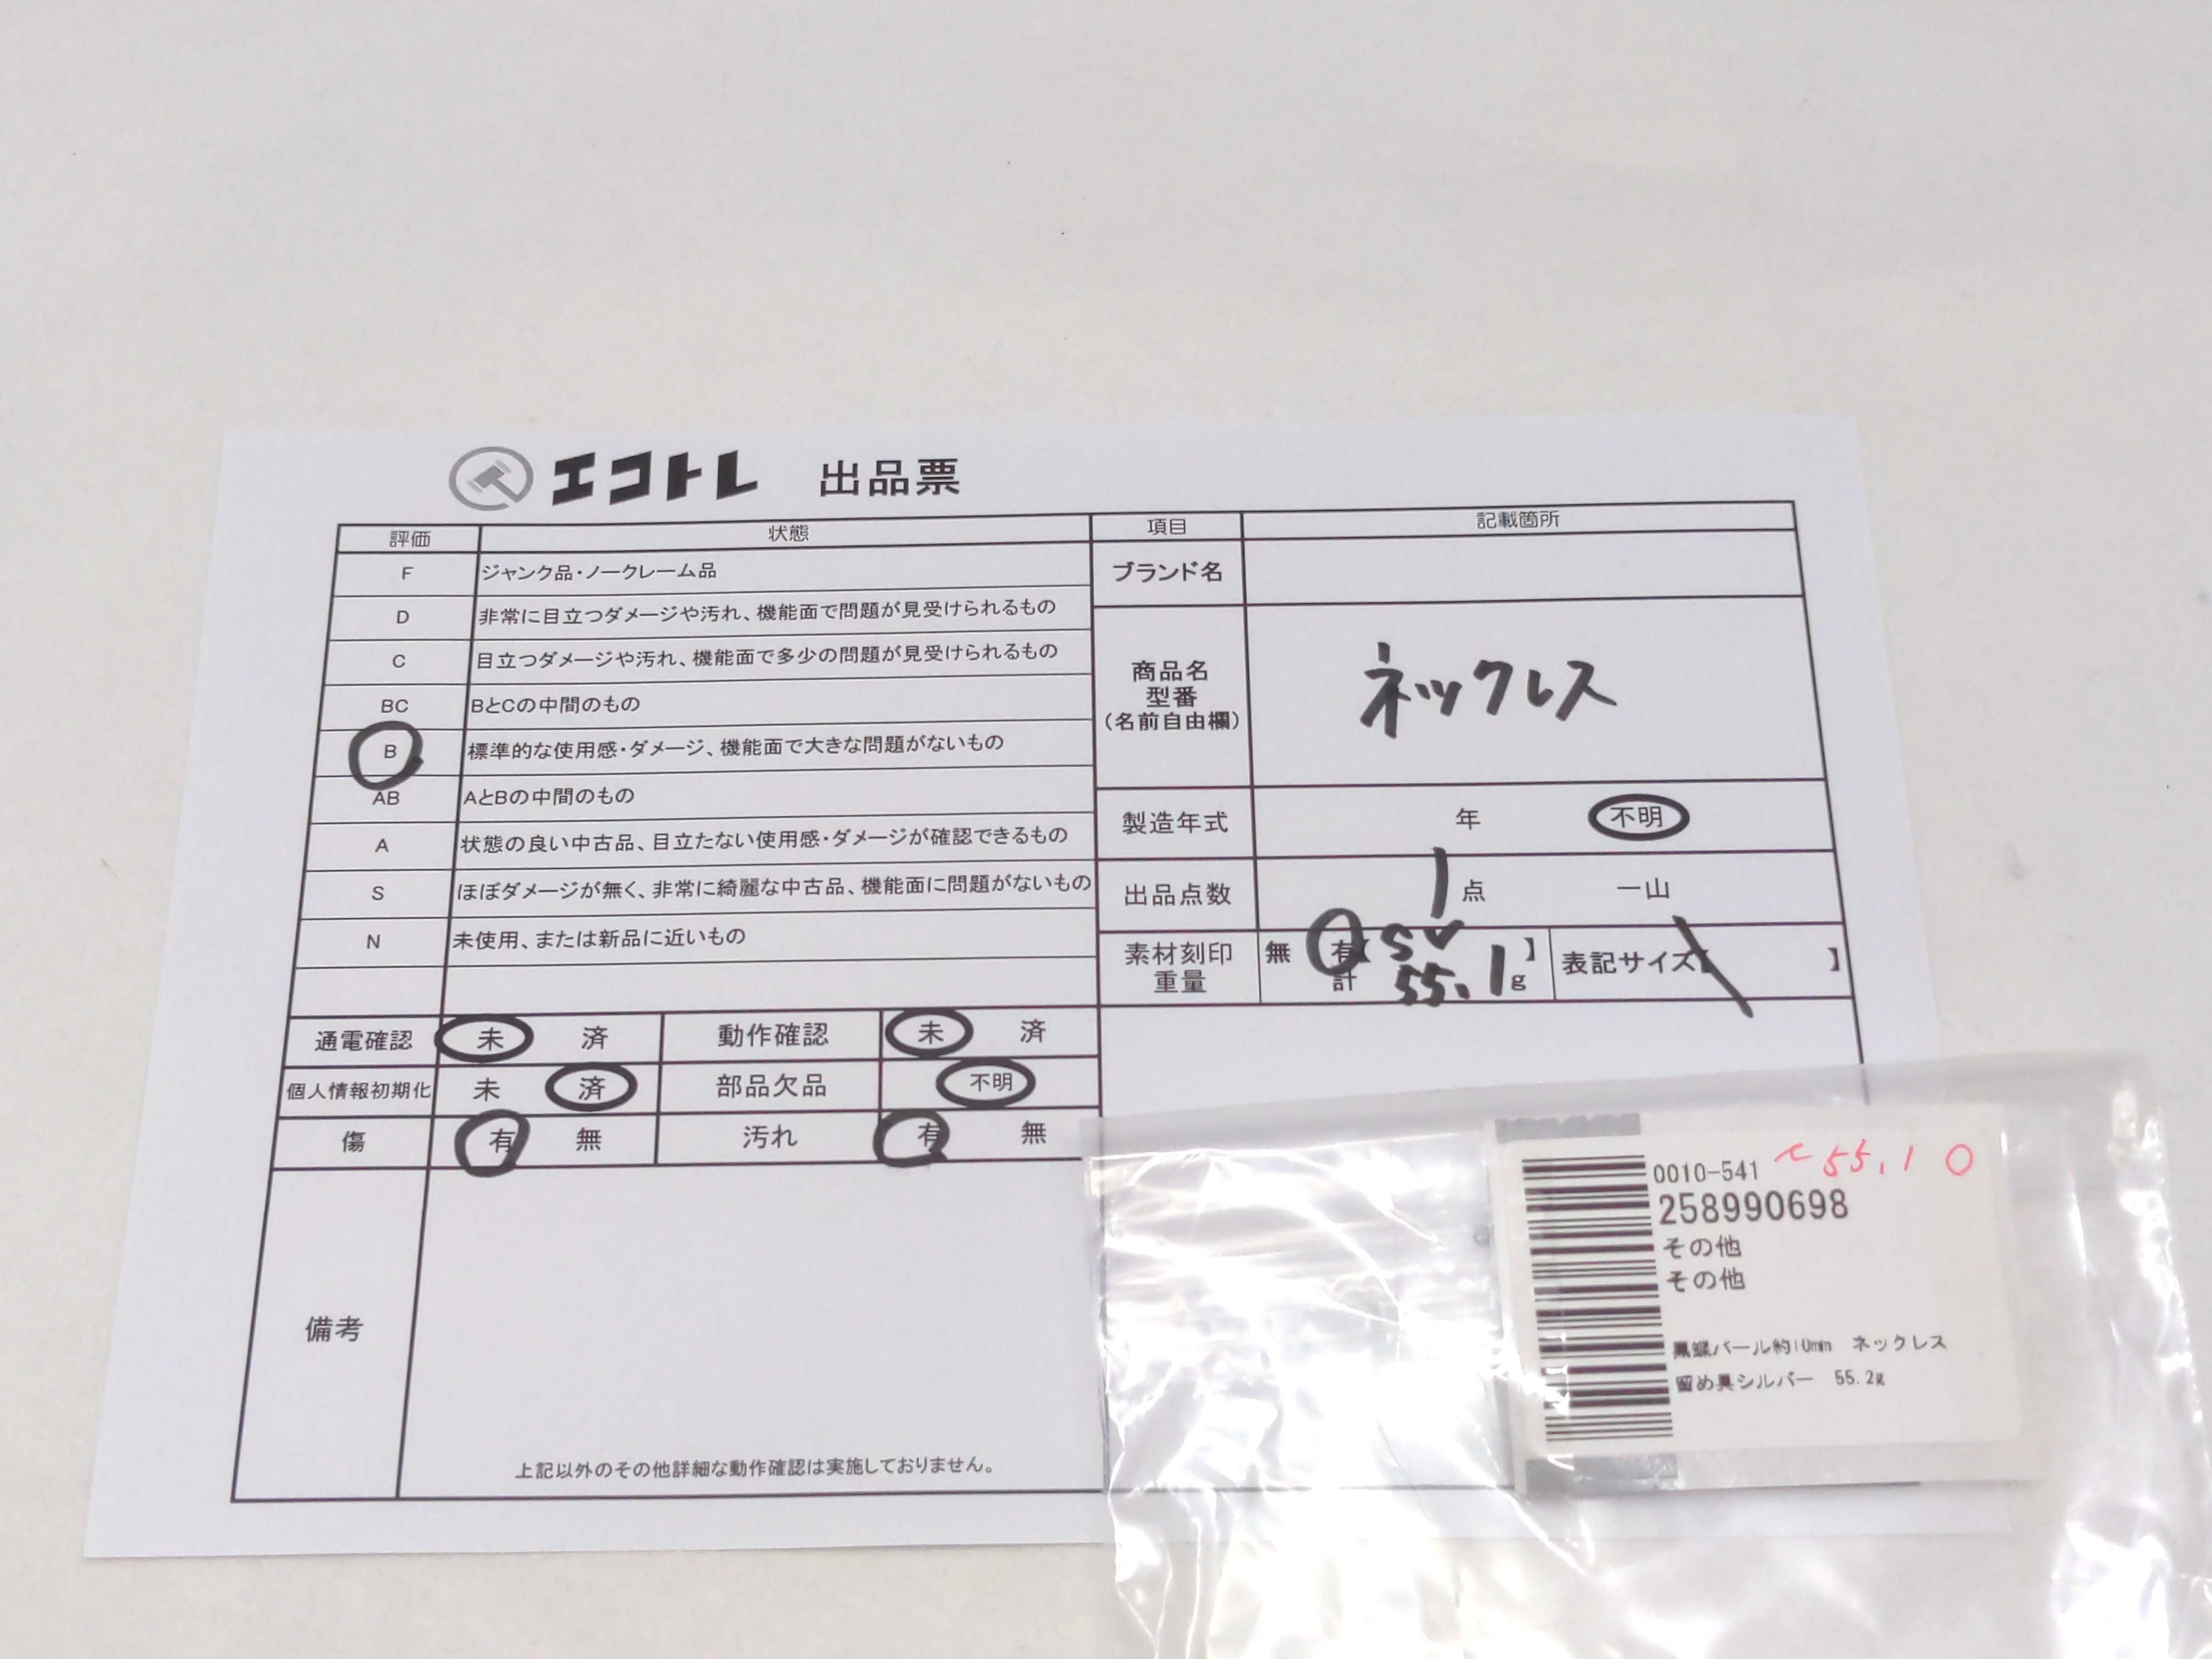 エコトレ 出品票
評価 状態 項目 記載箇所
F ジャンク品・ノークレーム品
D 非常に目立つダメージや汚れ、機能面で問題が見受けられるもの
C 目立つダメージや汚れ、機能面で多少の問題が見受けられるもの
BC BとCの中間のもの
B 標準的な使用感・ダメージ、機能面で大きな問題がないもの
AB AとBの中間のもの
A 状態の良い中古品、目立たない使用感・ダメージが確認できるもの
S ほぼダメージが無く、非常に綺麗な中古品、機能面に問題がないもの
N 未使用、または新品に近いもの
ブランド名
商品名
型番
(名前自由欄)
ネックレス
製造年式 年 不明
出品点数 1 点 一山
素材刻印
重量
無 有【 SV 】
計 55.1g
表記サイズ【 】
通電確認 未 済 動作確認 未 済
個人情報初期化 未 済 部品欠品 不明
傷 有 無 汚れ 有 無
備考
上記以外のその他詳細な動作確認は実施しておりません。
0010-541 55.10
258990698
その他
その他
黒蝶パール約10mm ネックレス
留め具シルバー 55.2g